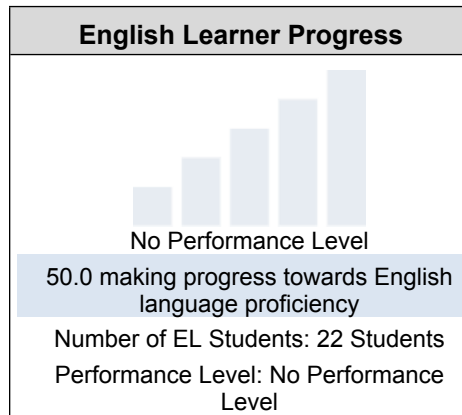 English Learner Progress
No Performance Level
50.0 making progress towards English
language proficiency
Number of EL Students: 22 Students
Performance Level: No Performance
Level